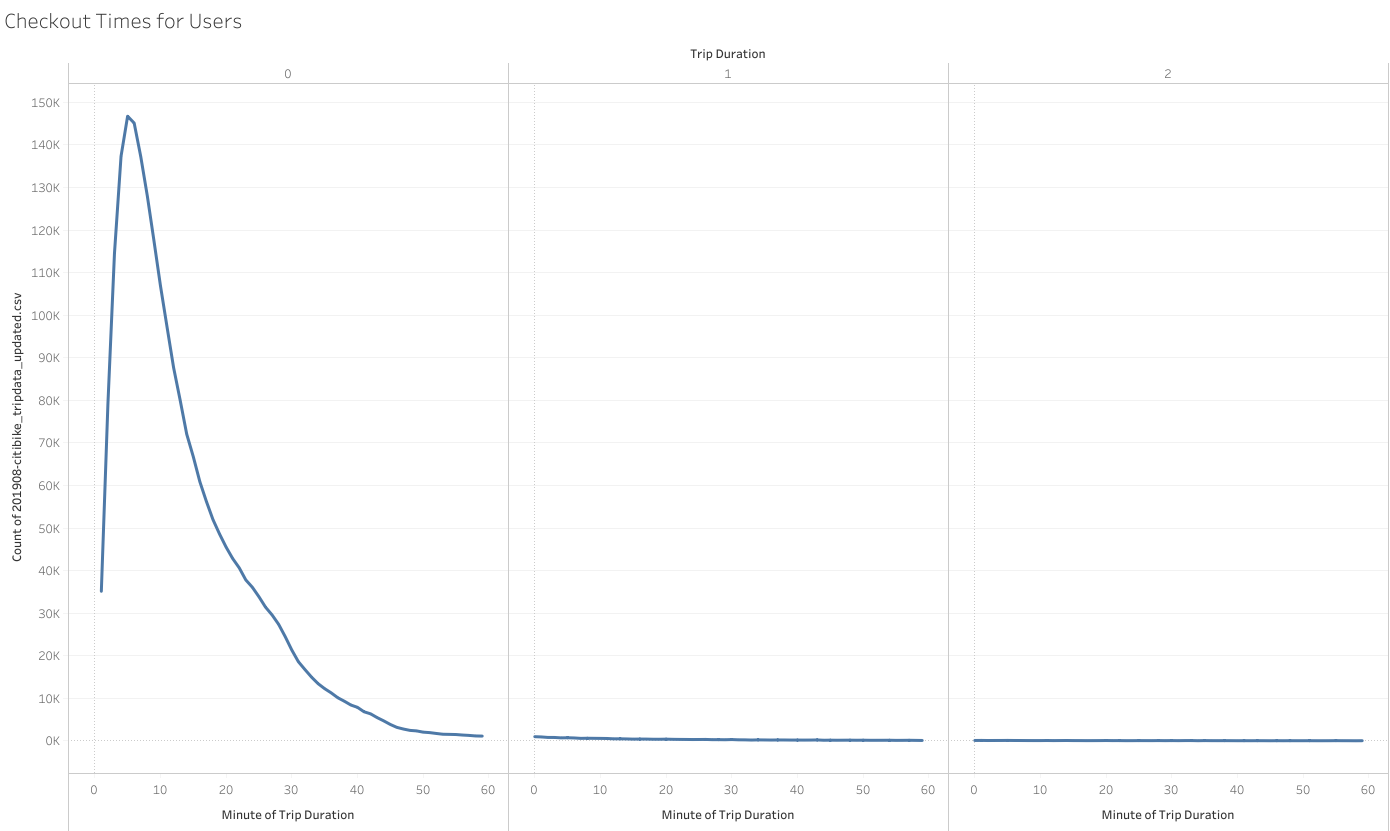 Checkout Times for Users
Trip Duration
0 1 2
Count of 201908-citibike_tripdata_updated.csv
150K
140K
130K
120K
110K
100K
90K
80K
70K
60K
50K
40K
30K
20K
10K
0K
0 10 20 30 40 50 60 0 10 20 30 40 50 60 0 10 20 30 40 50 60
Minute of Trip Duration Minute of Trip Duration Minute of Trip Duration